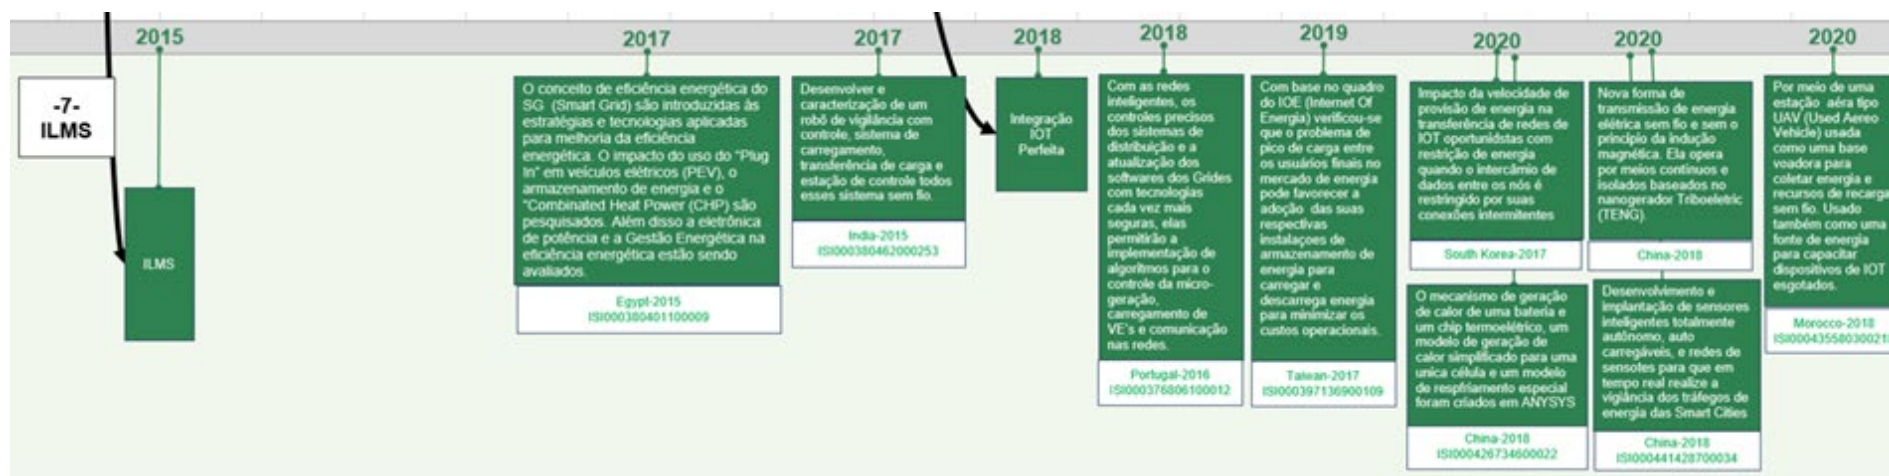 2015
2017
2017
2018
2018
2019
2020
2020
2020
-7-
ILMS
ILMS
O conceito de eficiência energética do
SG (Smart Grid) são introduzidas às
estratégias e tecnologias aplicadas
para melhoria da eficiência
energética. O impacto do uso do "Plug
In" em veículos elétricos (PEV), o
armazenamento de energia e o
"Combinated Heat Power (CHP) são
pesquisados. Além disso a eletrônica
de potência e a Gestão Energética na
eficiência energética estão sendo
avaliados.
Egypt-2015
ISI000380401100009
Desenvolver e
caracterização de um
robô de vigilância com
controle, sistema de
carregamento,
transferência de carga e
estação de controle todos
esses sistema sem fio.
India-2015
ISI000380462000253
Integração
IOT
Perfeita
Com as redes
inteligentes, os
controles precisos
dos sistemas de
distribuição e a
atualização dos
softwares dos Grides
com tecnologias
cada vez mais
seguras, elas
permitirão a
implementação de
algoritmos para o
controle da micro-
geração,
carregamento de
VE's e comunicação
nas redes.
Portugal-2016
ISI000376806100012
Com base no quadro
do IOE (Internet Of
Energia) verificou-se
que o problema de
pico de carga entre
os usuários finais no
mercado de energia
pode favorecer a
adoção das suas
respectivas
instalaçoes de
armazenamento de
energia para
carregar e
descarrega energia
para minimizar os
custos operacionais.
Taiwan-2017
ISI000397136900109
Impacto da velocidade de
provisão de energia na
transferência de redes de
IOT oportunistas com
restrição de energia
quando o intercâmio de
dados entre os nós é
restringido por suas
conexões intermitentes
South Korea-2017
O mecanismo de geração
de calor de uma bateria e
um chip termoelétrico, um
modelo de geração de
calor simplificado para uma
unica célula e um modelo
de respfriamento especial
foram criados em ANYSYS
China-2018
ISI000426734600022
Nova forma de
transmissão de energia
elétrica sem fio e sem o
princípio da indução
magnética. Ela opera
por meios contínuos e
isolados baseados no
nanogerador Triboeletric
(TENG).
China-2018
Desenvolvimento e
implantação de sensores
inteligentes totalmente
autônomo, auto
carregáveis, e redes de
sensotes para que em
tempo real realize a
vigilância dos tráfegos de
energia das Smart Cities
China-2018
ISI000441428700034
Por meio de uma
estação aéra tipo
UAV (Used Aereo
Vehicle) usada
como uma base
voadora para
coletar energia e
recursos de recarga
sem fio. Usado
também como uma
fonte de energia
para capacitar
dispositivos de IOT
esgotados.
Morocco-2018